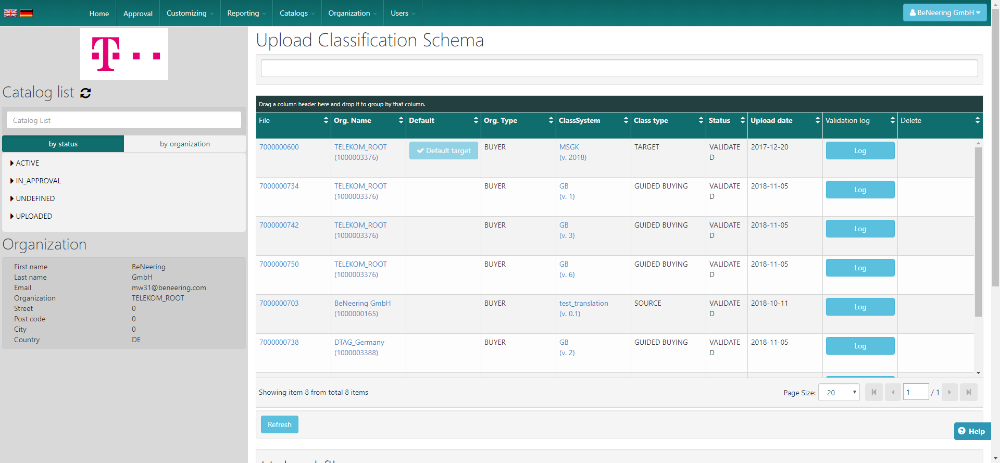 Home
Approval
Customizing
Reporting
Catalogs
Organization
Users
BeNeering GmbH
T
Catalog list
Catalog List
by status
by organization
ACTIVE
IN_APPROVAL
UNDEFINED
UPLOADED
Organization
First name BeNeering
Last name GmbH
Email mw31@beneering.com
Organization TELEKOM_ROOT
Street 0
Post code 0
City 0
Country DE
Upload Classification Schema
Drag a column header here and drop it to group by that column.
File Org. Name Default Org. Type ClassSystem Class type Status Upload date Validation log Delete
7000000600 TELEKOM_ROOT Default target BUYER MSGK TARGET VALIDATE 2017-12-20 Log
(1000003376) (v. 2018) D
7000000734 TELEKOM_ROOT BUYER GB GUIDED BUYING VALIDATE 2018-11-05 Log
(1000003376) (v. 1) D
7000000742 TELEKOM_ROOT BUYER GB GUIDED BUYING VALIDATE 2018-11-05 Log
(1000003376) (v. 3) D
7000000750 TELEKOM_ROOT BUYER GB GUIDED BUYING VALIDATE 2018-11-05 Log
(1000003376) (v. 6) D
7000000703 BeNeering GmbH BUYER test_translation SOURCE VALIDATE 2018-10-11 Log
(1000000165) (v. 0.1) D
7000000738 DTAG_Germany BUYER GB GUIDED BUYING VALIDATE 2018-11-05 Log
(1000003388) (v. 2) D
Showing item 8 from total 8 items
Page Size: 20 1 / 1
Refresh
Help